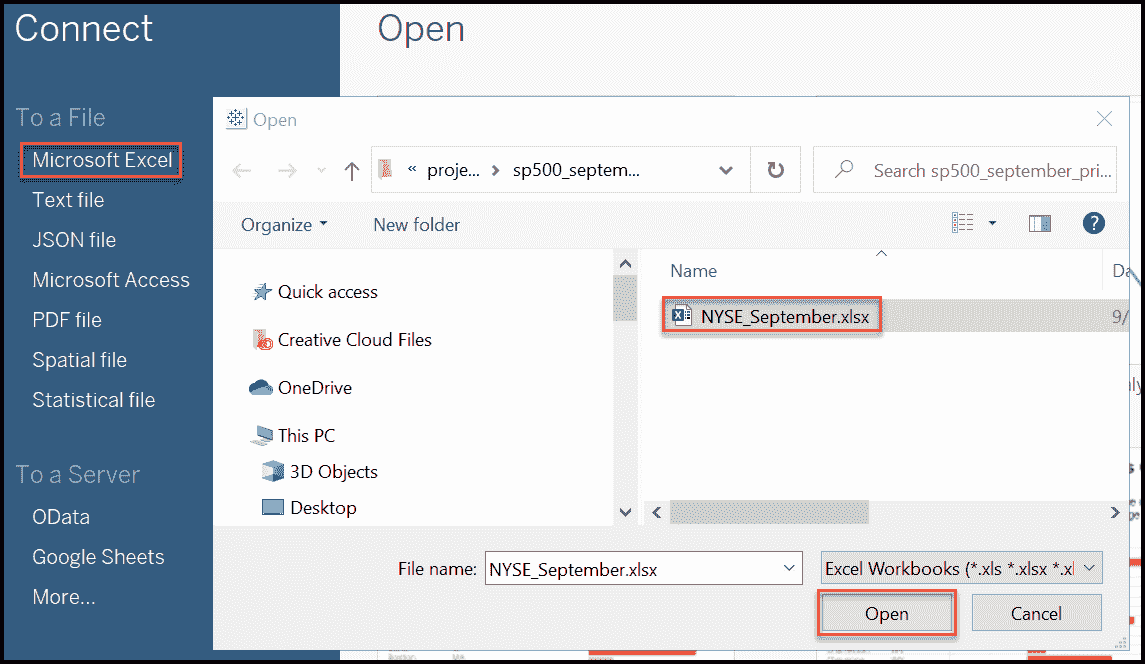 Connect
Open
To a File
Microsoft Excel
Text file
JSON file
Microsoft Access
PDF file
Spatial file
Statistical file
To a Server
OData
Google Sheets
More...
Open
« proje... > sp500_septem...
Search sp500_september_pri...
Organize
New folder
?
Quick access
Creative Cloud Files
OneDrive
This PC
3D Objects
Desktop
Name
NYSE_September.xlsx
9/
File name:
NYSE_September.xlsx
Excel Workbooks (*.xls *.xlsx *.xl
Open
Cancel